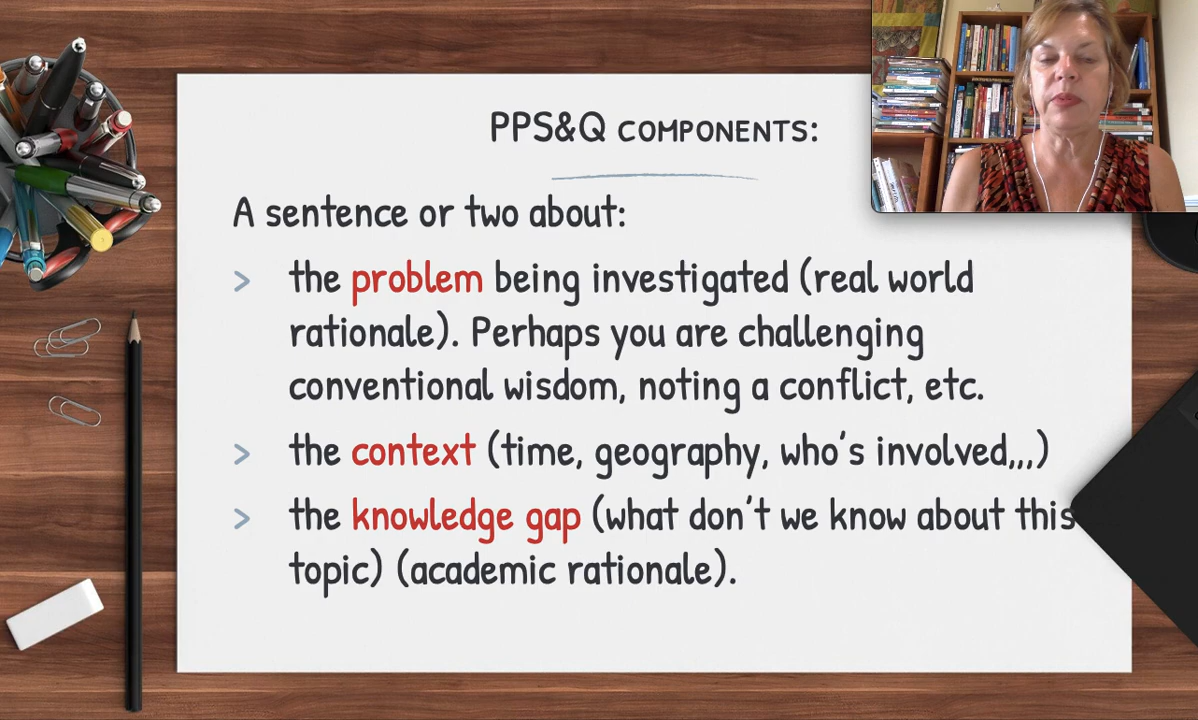 PPS&Q COMPONENTS:
A sentence or two about:
> the problem being investigated (real world
rationale). Perhaps you are challenging
conventional wisdom, noting a conflict, etc.
> the context (time, geography, who's involved,,,)
> the knowledge gap (what don't we know about this
topic) (academic rationale).